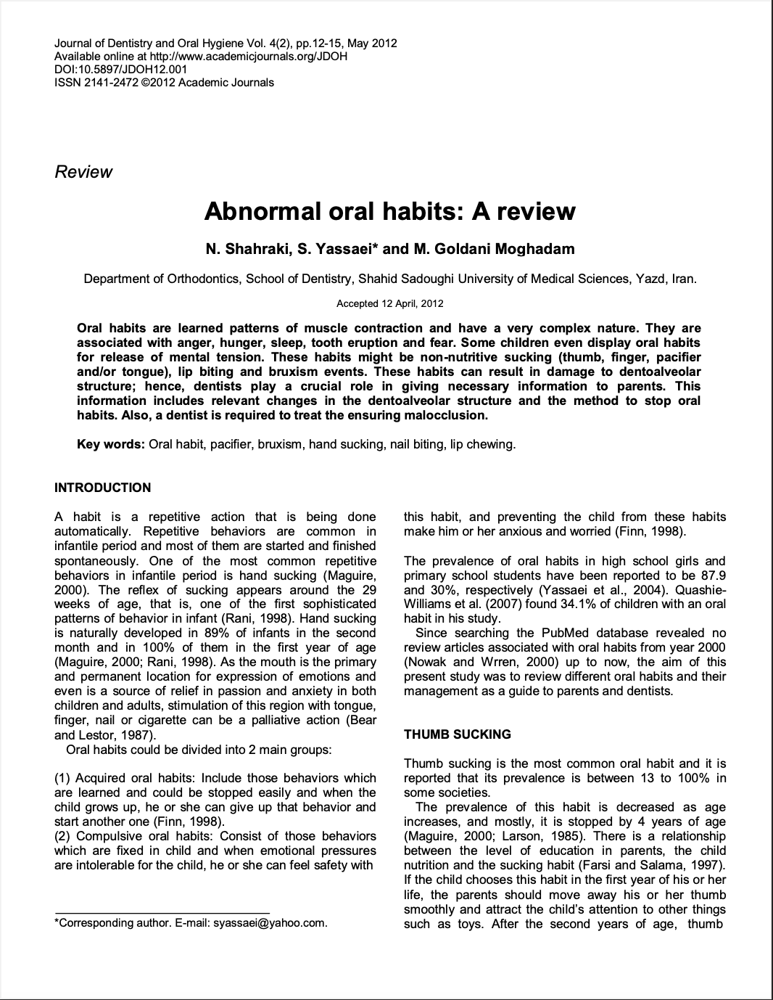 Journal of Dentistry and Oral Hygiene Vol. 4(2), pp.12-15, May 2012
Available online at http://www.academicjournals.org/JDOH
DOI:10.5897/JDOH12.001
ISSN 2141-2472 ©2012 Academic Journals
Review
Abnormal oral habits: A review
N. Shahraki, S. Yassaei* and M. Goldani Moghadam
Department of Orthodontics, School of Dentistry, Shahid Sadoughi University of Medical Sciences, Yazd, Iran.
Accepted 12 April, 2012
Oral habits are learned patterns of muscle contraction and have a very complex nature. They are
associated with anger, hunger, sleep, tooth eruption and fear. Some children even display oral habits
for release of mental tension. These habits might be non-nutritive sucking (thumb, finger, pacifier
and/or tongue), lip biting and bruxism events. These habits can result in damage to dentoalveolar
structure; hence, dentists play a crucial role in giving necessary information to parents. This
information includes relevant changes in the dentoalveolar structure and the method to stop oral
habits. Also, a dentist is required to treat the ensuring malocclusion.
Key words: Oral habit, pacifier, bruxism, hand sucking, nail biting, lip chewing.
INTRODUCTION
A habit is a repetitive action that is being done
automatically. Repetitive behaviors are common in
infantile period and most of them are started and finished
spontaneously. One of the most common repetitive
behaviors in infantile period is hand sucking (Maguire,
2000). The reflex of sucking appears around the 29
weeks of age, that is, one of the first sophisticated
patterns of behavior in infant (Rani, 1998). Hand sucking
is naturally developed in 89% of infants in the second
month and in 100% of them in the first year of age
(Maguire, 2000; Rani, 1998). As the mouth is the primary
and permanent location for expression of emotions and
even is a source of relief in passion and anxiety in both
children and adults, stimulation of this region with tongue,
finger, nail or cigarette can be a palliative action (Bear
and Lestor, 1987).
Oral habits could be divided into 2 main groups:
(1) Acquired oral habits: Include those behaviors which
are learned and could be stopped easily and when the
child grows up, he or she can give up that behavior and
start another one (Finn, 1998).
(2) Compulsive oral habits: Consist of those behaviors
which are fixed in child and when emotional pressures
are intolerable for the child, he or she can feel safety with
*Corresponding author. E-mail: syassaei@yahoo.com.
this habit, and preventing the child from these habits
make him or her anxious and worried (Finn, 1998).
The prevalence of oral habits in high school girls and
primary school students have been reported to be 87.9
and 30%, respectively (Yassaei et al., 2004). Quashie-
Williams et al. (2007) found 34.1% of children with an oral
habit in his study.
Since searching the PubMed database revealed no
review articles associated with oral habits from year 2000
(Nowak and Wrren, 2000) up to now, the aim of this
present study was to review different oral habits and their
management as a guide to parents and dentists.
THUMB SUCKING
Thumb sucking is the most common oral habit and it is
reported that its prevalence is between 13 to 100% in
some societies.
The prevalence of this habit is decreased as age
increases, and mostly, it is stopped by 4 years of age
(Maguire, 2000; Larson, 1985). There is a relationship
between the level of education in parents, the child
nutrition and the sucking habit (Farsi and Salama, 1997).
If the child chooses this habit in the first year of his or her
life, the parents should move away his or her thumb
smoothly and attract the child's attention to other things
such as toys. After the second years of age, thumb